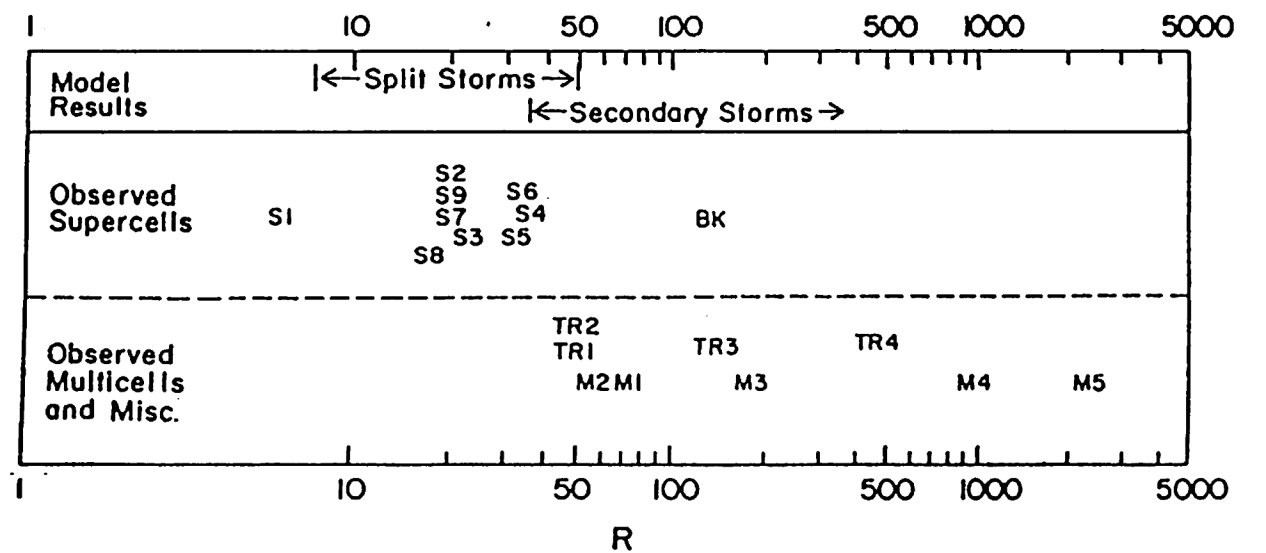 1 10 50 100 500 1000 5000
Model
Results
|←Split Storms→|
|←Secondary Storms→
Observed
Supercells
S1
S2
S9
S7
S3
S8
S6
S4
S5
BK
Observed
Multicells
and Misc.
TR2
TR1
TR3
TR4
M2 M1 M3 M4 M5
1 10 50 100 500 1000 5000
R